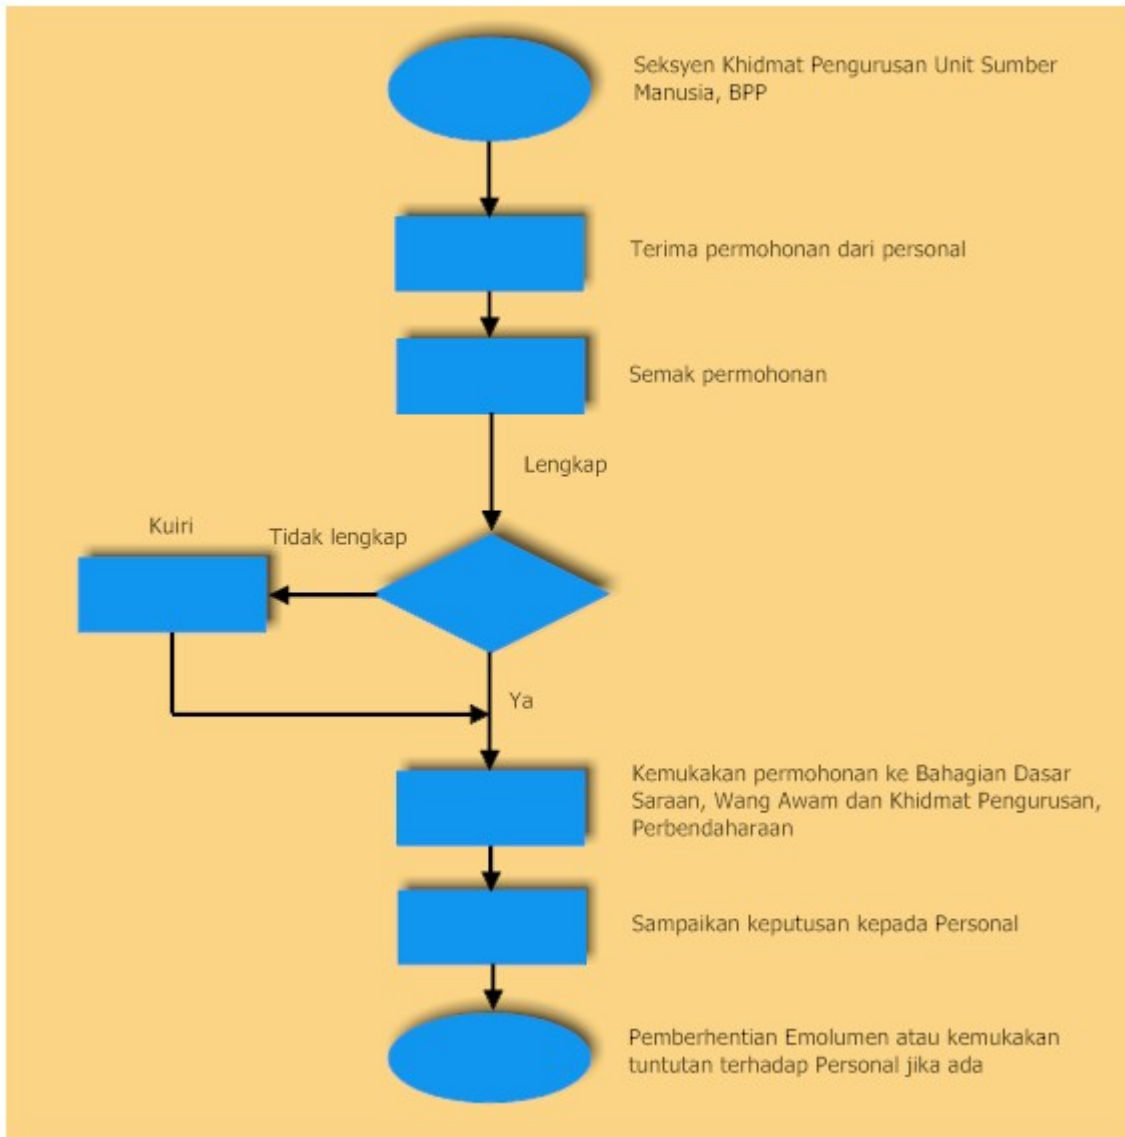 Seksyen Khidmat Pengurusan Unit Sumber
Manusia, BPP
Terima permohonan dari personal
Semak permohonan
Lengkap
Kuiri
Tidak lengkap
Ya
Kemukakan permohonan ke Bahagian Dasar
Saraan, Wang Awam dan Khidmat Pengurusan,
Perbendaharaan
Sampaikan keputusan kepada Personal
Pemberhentian Emolumen atau kemukakan
tuntutan terhadap Personal jika ada